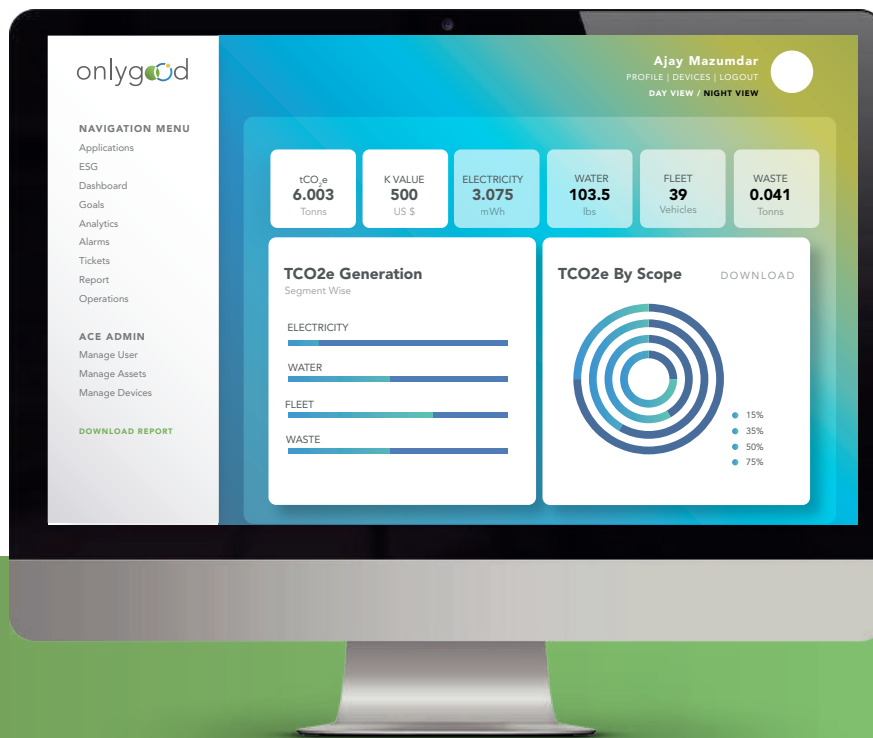 onlygood
NAVIGATION MENU
Applications
ESG
Dashboard
Goals
Analytics
Alarms
Tickets
Report
Operations
ACE ADMIN
Manage User
Manage Assets
Manage Devices
DOWNLOAD REPORT
Ajay Mazumdar
PROFILE | DEVICES | LOGOUT
DAY VIEW / NIGHT VIEW
tCO₂e
6.003
Tonns
K VALUE
500
US $
ELECTRICITY
3.075
mWh
WATER
103.5
lbs
FLEET
39
Vehicles
WASTE
0.041
Tonns
TCO2e Generation
Segment Wise
ELECTRICITY
WATER
FLEET
WASTE
TCO2e By Scope
DOWNLOAD
15%
35%
50%
75%